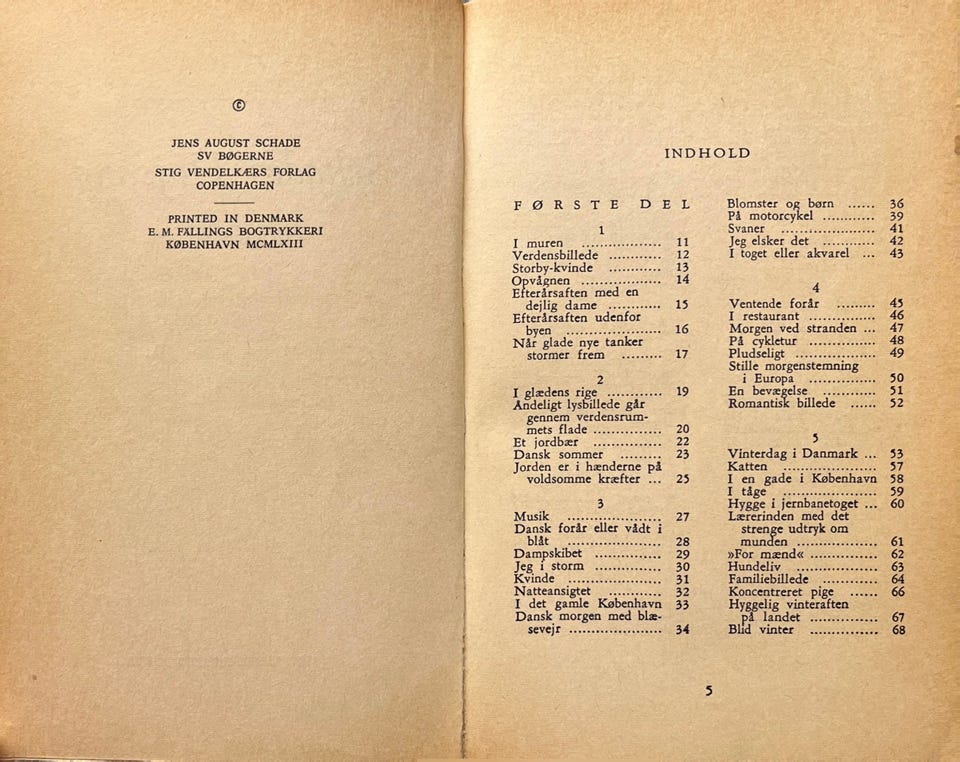 ©
JENS AUGUST SCHADE
SV BØGERNE
STIG VENDELKÆRS FORLAG
COPENHAGEN
PRINTED IN DENMARK
E. M. FÄLLINGS BOGTRYKKERI
KØBENHAVN MCMLXIII
INDHOLD
FØRSTE DEL
1
I muren .................. 11
Verdensbillede ............ 12
Storby-kvinde ............ 13
Opvågnen .................. 14
Efterårsaften med en
dejlig dame ............ 15
Efterårsaften udenfor
byen ..................... 16
Når glade nye tanker
stormer frem ......... 17
2
I glædens rige ............... 19
Åndeligt lysbillede går
gennem verdensrum-
mets flade ............... 20
Et jordbær .................. 22
Dansk sommer ......... 23
Jorden er i hænderne på
voldsomme kræfter ... 25
3
Musik ..................... 27
Dansk forår eller vådt i
blåt ..................... 28
Dampskibet ............... 29
Jeg i storm ............... 30
Kvinde ..................... 31
Natteansigtet ............ 32
I det gamle København 33
Dansk morgen med blæ-
sevejr ..................... 34
Blomster og børn ...... 36
På motorcykel ............ 39
Svaner ..................... 41
Jeg elsker det ............ 42
I toget eller akvarel ... 43
4
Ventende forår ......... 45
I restaurant ............... 46
Morgen ved stranden ... 47
På cykletur ............... 48
Pludseligt .................. 49
Stille morgenstemning
i Europa ............... 50
En bevægelse ............ 51
Romantisk billede ...... 52
5
Vinterdag i Danmark ... 53
Katten ..................... 57
I en gade i København 58
I tåge ..................... 59
Hygge i jernbanetoget ... 60
Lærerinden med det
strenge udtryk om
munden .................. 61
»For mænd« ............... 62
Hundeliv .................. 63
Familiebillede ............ 64
Koncentreret pige ...... 66
Hyggelig vinteraften
på landet ............... 67
Blid vinter ............... 68
5